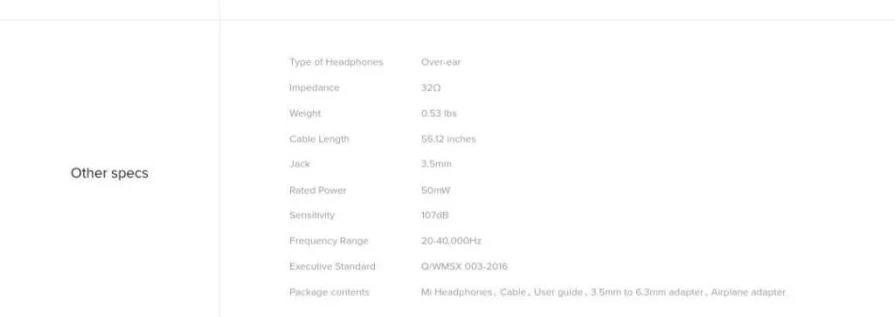 Type of Headphones Over-ear
Impedance 32Ω
Weight 0.53 lbs
Cable Length 55.12 inches
Jack 3.5mm
Other specs
Rated Power 50mW
Sensitivity 107dB
Frequency Range 20-40,000Hz
Executive Standard Q/WMSX 003-2016
Package contents Mi Headphones, Cable, User guide, 3.5mm to 6.3mm adapter, Airplane adapter